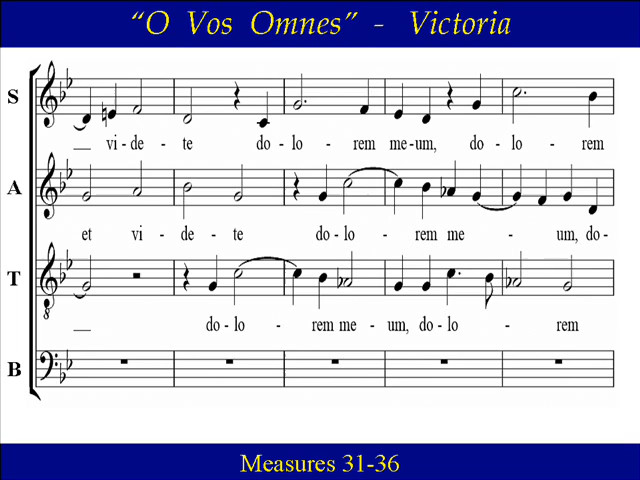 “O Vos Omnes” - Victoria
S
_ vi - de - te do - lo - rem me - um, do - lo - rem
A
et vi - de - te do - lo - rem me - um, do -
T
_ do - lo - rem me - um, do - lo - rem
B
Measures 31-36